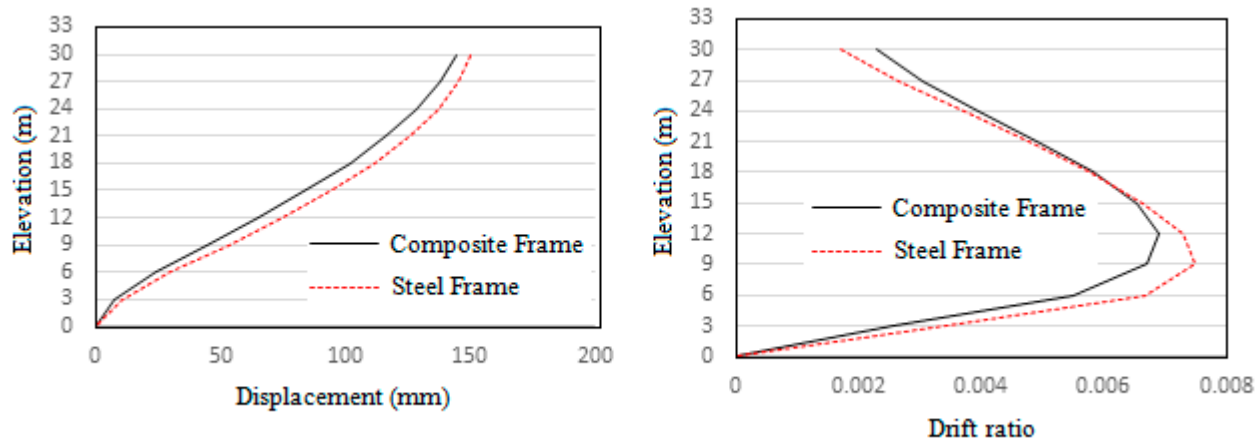 33
30
27
24
21
18
15
12
9
6
3
0
Elevation (m)
Composite Frame
Steel Frame
0 50 100 150 200
Displacement (mm)
33
30
27
24
21
18
15
12
9
6
3
0
Elevation (m)
Composite Frame
Steel Frame
0 0.002 0.004 0.006 0.008
Drift ratio